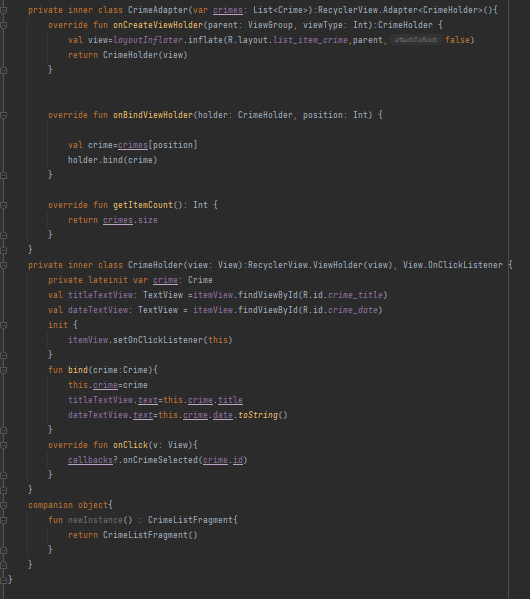 private inner class CrimeAdapter(var crimes: List<Crime>):RecyclerView.Adapter<CrimeHolder>(){
override fun onCreateViewHolder(parent: ViewGroup, viewType: Int):CrimeHolder {
val view=layoutInflater.inflate(R.layout.list_item_crime,parent, attachToRoot: false)
return CrimeHolder(view)
}
override fun onBindViewHolder(holder: CrimeHolder, position: Int) {
val crime=crimes[position]
holder.bind(crime)
}
override fun getItemCount(): Int {
return crimes.size
}
}
private inner class CrimeHolder(view: View):RecyclerView.ViewHolder(view), View.OnClickListener {
private lateinit var crime: Crime
val titleTextView: TextView =itemView.findViewById(R.id.crime_title)
val dateTextView: TextView = itemView.findViewById(R.id.crime_date)
init {
itemView.setOnClickListener(this)
}
fun bind(crime:Crime){
this.crime=crime
titleTextView.text=this.crime.title
dateTextView.text=this.crime.date.toString()
}
override fun onClick(v: View){
callbacks?.onCrimeSelected(crime.id)
}
}
companion object{
fun newInstance() : CrimeListFragment{
return CrimeListFragment()
}
}
}